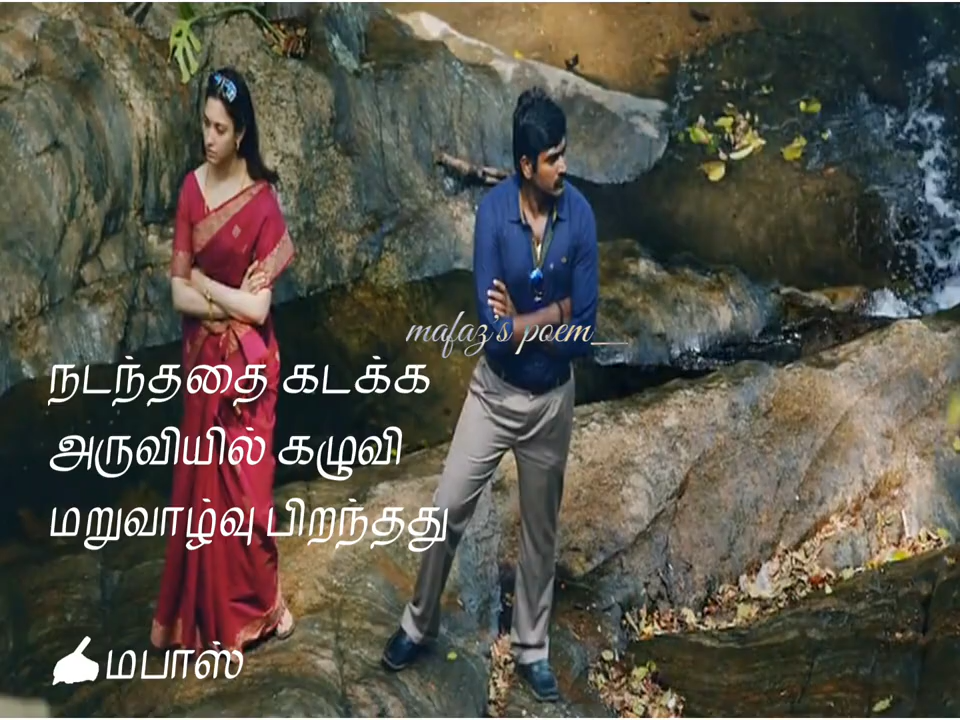 mafaz's poem__
நடந்ததை கடக்க
அருவியில் கழுவி
மறுவாழ்வு பிறந்தது
✍மபாஸ்